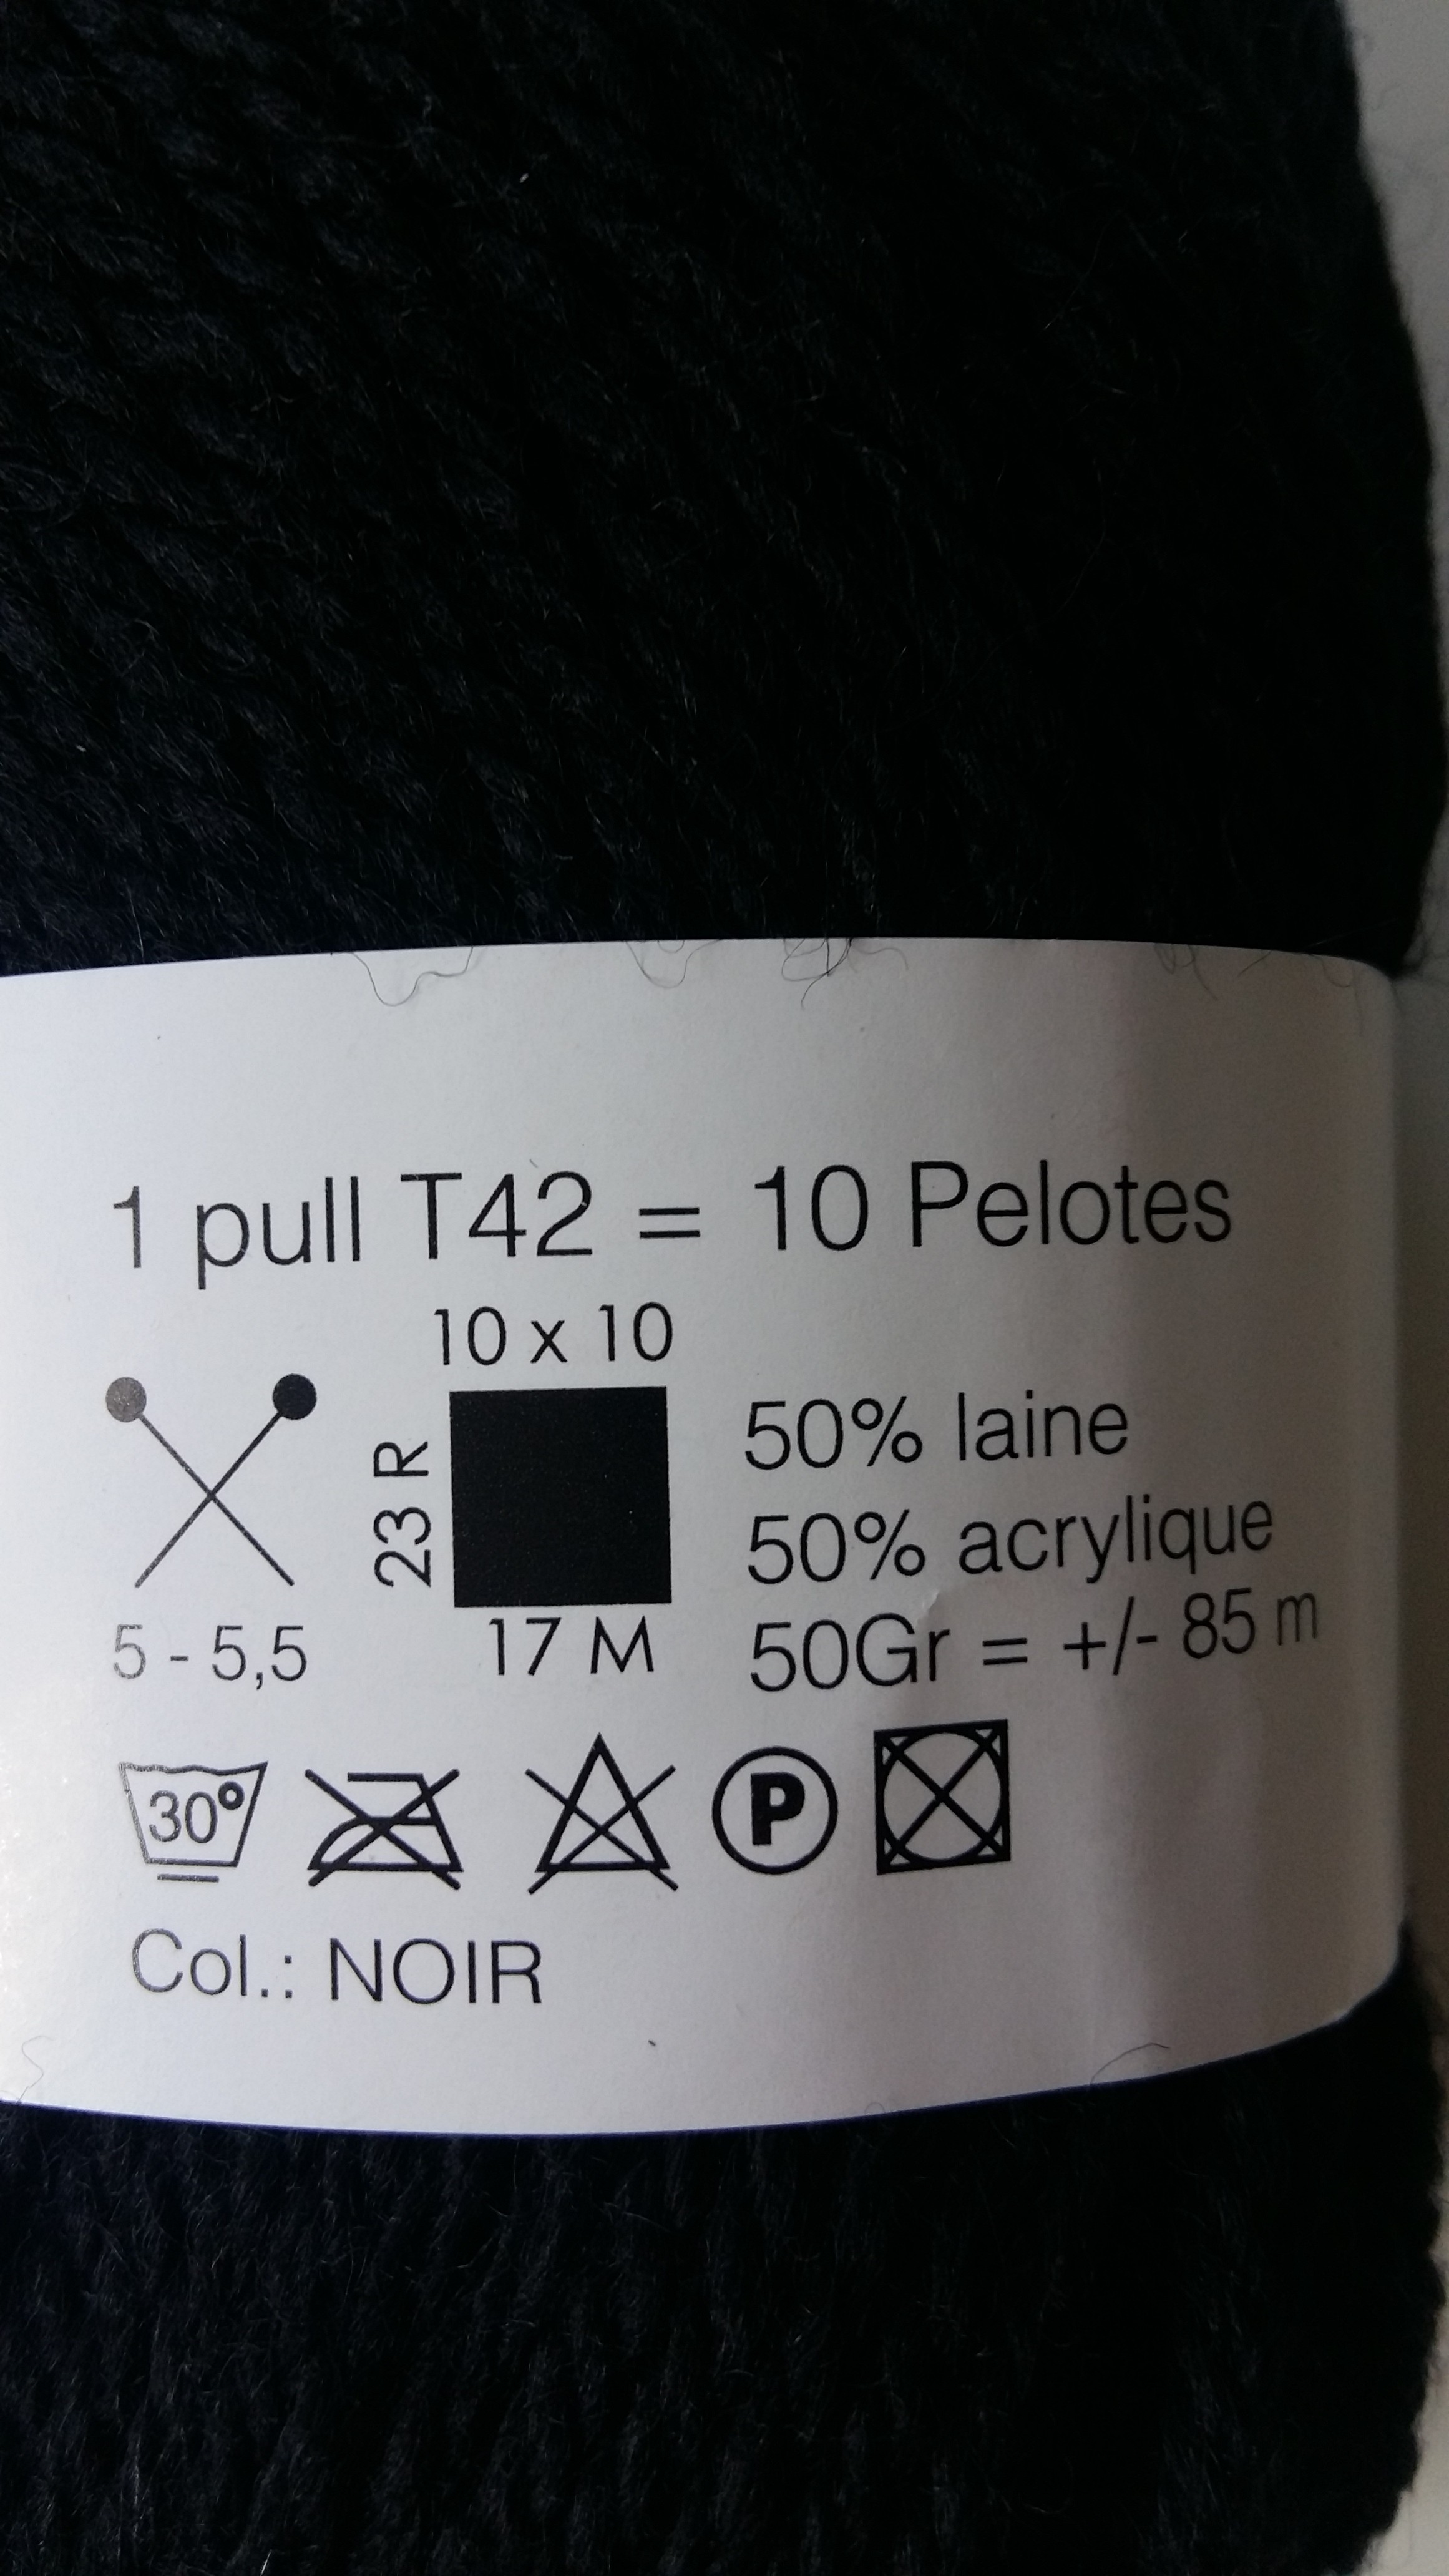 1 pull T42 = 10 Pelotes
10 x 10
23 R
17 M
5 - 5,5
50% laine
50% acrylique
50Gr = +/- 85 m
30°
P
Col.: NOIR